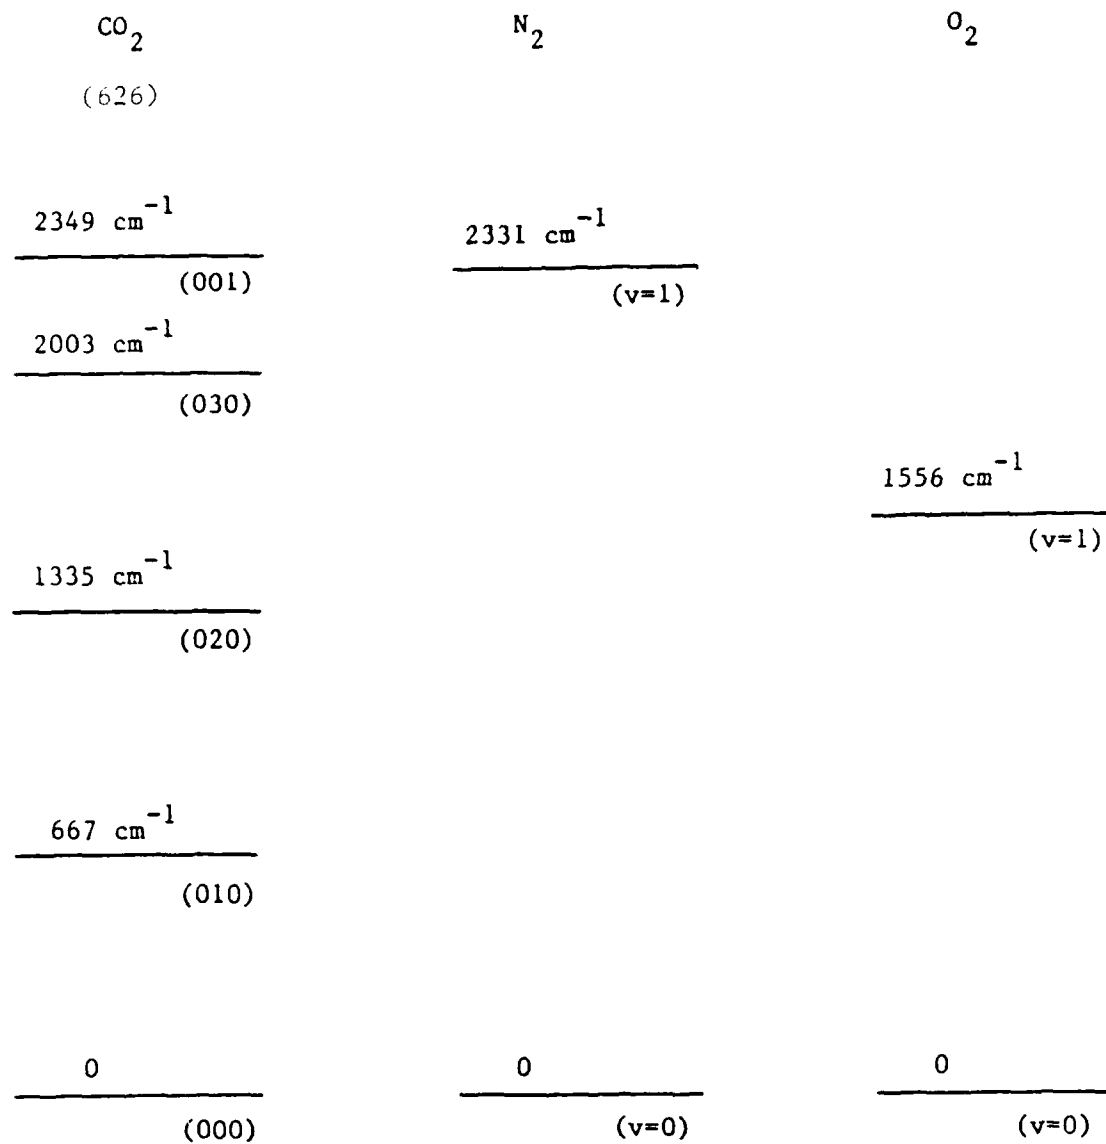 CO₂ N₂ O₂
(626)
2349 cm⁻¹
(001)
2331 cm⁻¹
(v=1)
2003 cm⁻¹
(030)
1556 cm⁻¹
(v=1)
1335 cm⁻¹
(020)
667 cm⁻¹
(010)
0 0 0
(000) (v=0) (v=0)